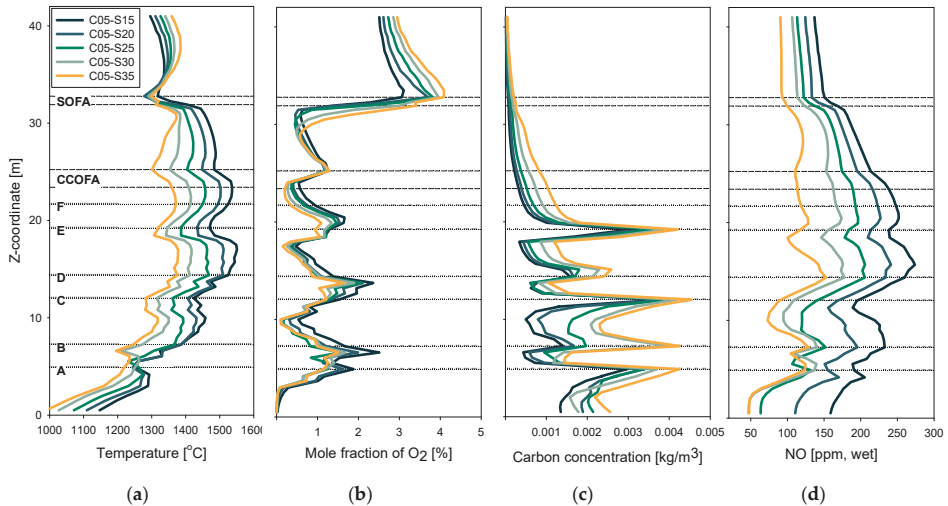 C05-S15
C05-S20
C05-S25
C05-S30
C05-S35
40
30
20
10
0
Z-coordinate [m]
SOFA
CCOFA
F
E
D
C
B
A
1000 1100 1200 1300 1400 1500 1600
Temperature [°C]
1 2 3 4 5
Mole fraction of O2 [%]
0.001 0.002 0.003 0.004 0.005
Carbon concentration [kg/m3]
50 100 150 200 250 300
NO [ppm, wet]
(a) (b) (c) (d)